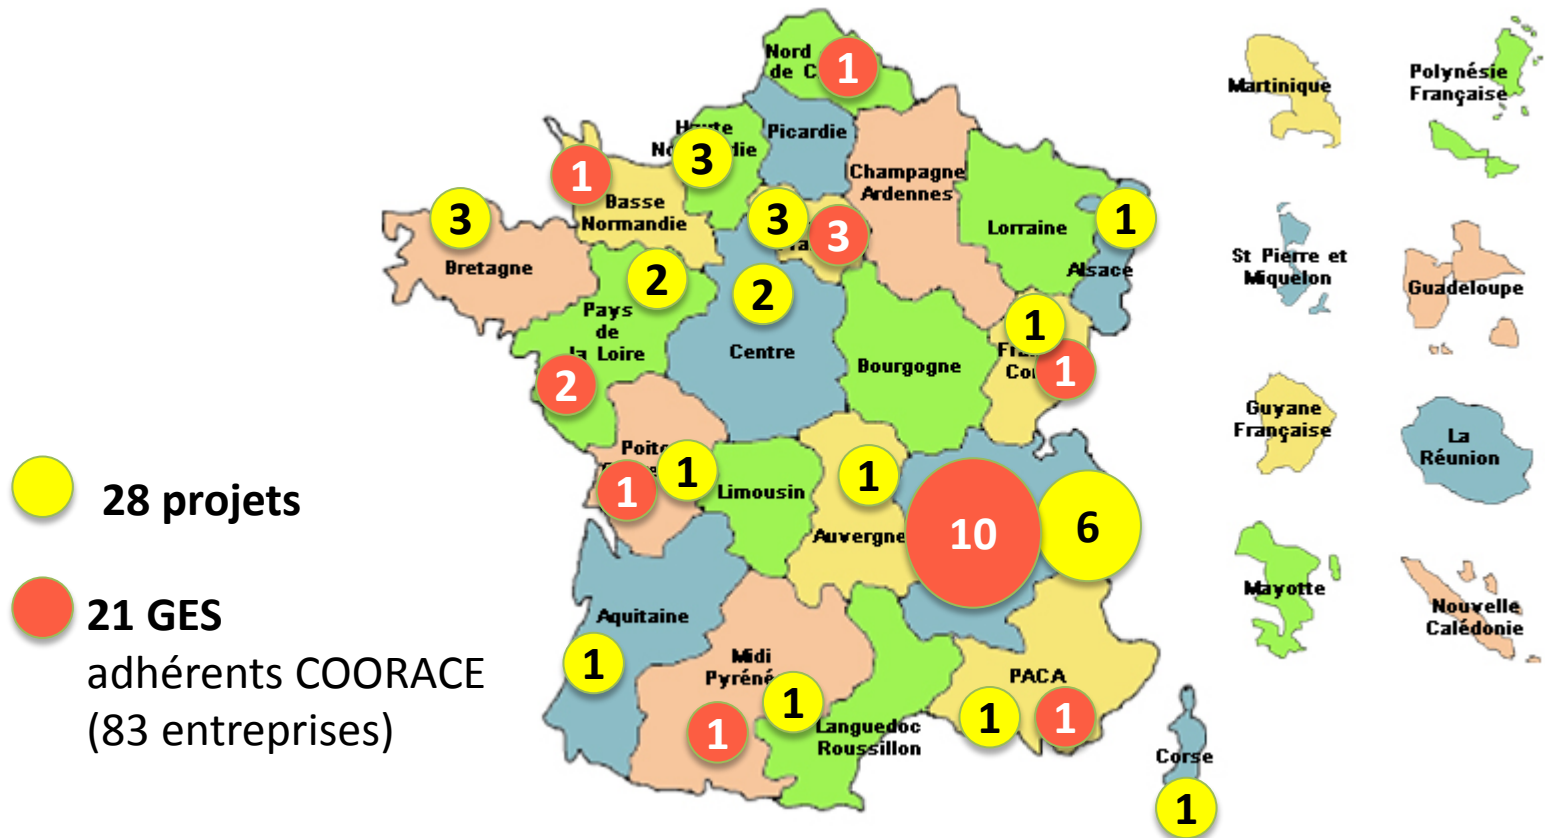 Nord
de C
1
Haute
3
Picardie
1
Basse
Normandie
Champagne
Ardennes
3
Bretagne
3
3
Lorraine
1
Alsace
2
Pays
de
la Loire
2
2
Centre
Bourgogne
1
1
Poito
1
1
Limousin
1
Auvergne
10
6
Aquitaine
1
Midi
Pyréné
1
1
Languedoc
Roussillon
PACA
1
1
Corse
1
Martinique
Polynésie
Française
St Pierre et
Miquelon
Guadeloupe
Guyane
Française
La
Réunion
Mayotte
Nouvelle
Calédonie
28 projets
21 GES
adhérents COORACE
(83 entreprises)